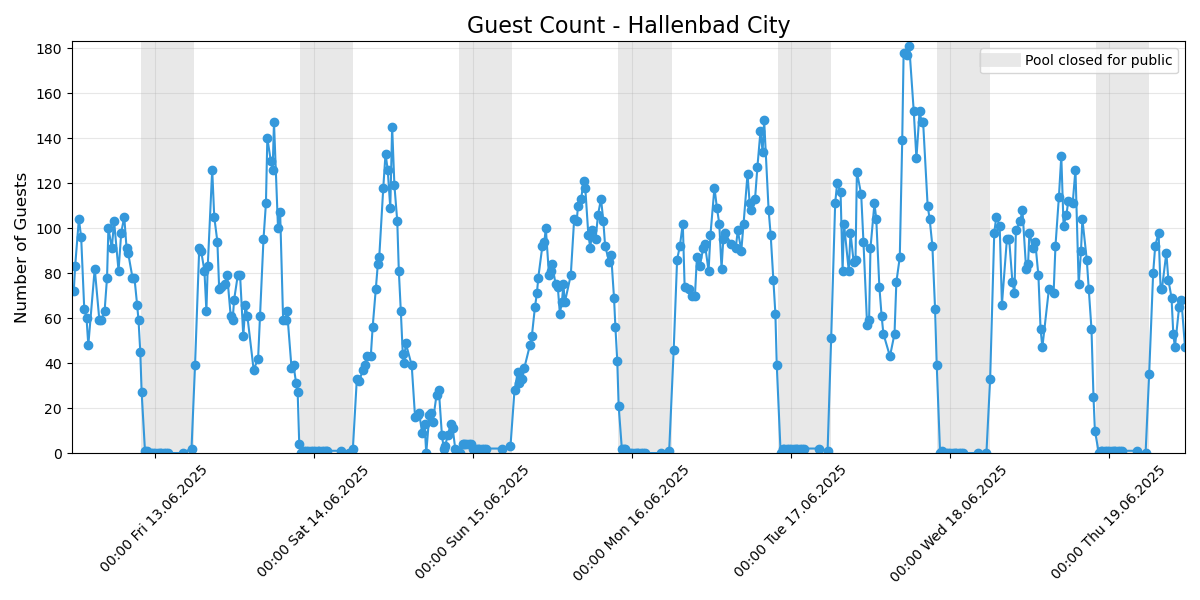 Guest Count - Hallenbad City
Pool closed for public
Number of Guests
180
160
140
120
100
80
60
40
20
0
00:00 Fri 13.06.2025
00:00 Sat 14.06.2025
00:00 Sun 15.06.2025
00:00 Mon 16.06.2025
00:00 Tue 17.06.2025
00:00 Wed 18.06.2025
00:00 Thu 19.06.2025